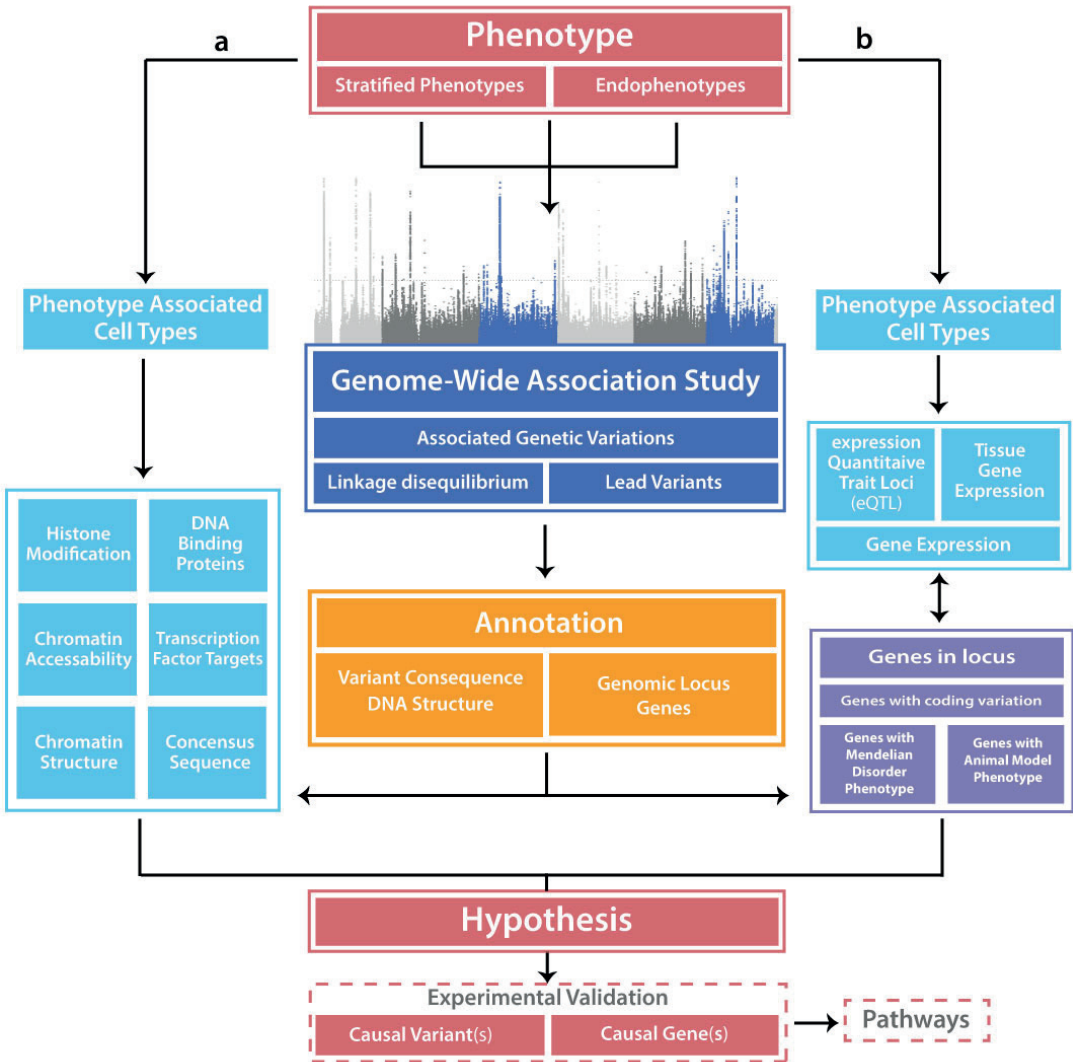 a
Phenotype
b
Stratified Phenotypes
Endophenotypes
Phenotype Associated
Cell Types
Phenotype Associated
Cell Types
Genome-Wide Association Study
Associated Genetic Variations
Linkage disequilibrium
Lead Variants
expression
Quantitaive
Trait Loci
(eQTL)
Tissue
Gene
Expression
Gene Expression
Histone
Modification
DNA
Binding
Proteins
Chromatin
Accessability
Transcription
Factor Targets
Chromatin
Structure
Concensus
Sequence
Annotation
Variant Consequence
DNA Structure
Genomic Locus
Genes
Genes in locus
Genes with coding variation
Genes with
Mendelian
Disorder
Phenotype
Genes with
Animal Model
Phenotype
Hypothesis
Experimental Validation
Causal Variant(s)
Causal Gene(s)
Pathways